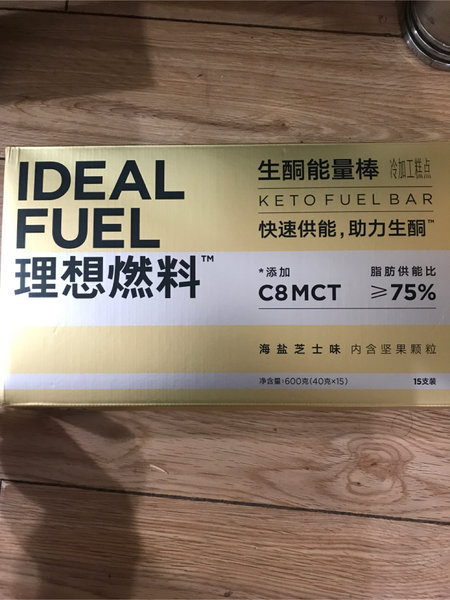 IDEAL
FUEL
理想燃料™
生酮能量棒 冷加工糕点
KETO FUEL BAR
快速供能，助力生酮™
*添加
C8 MCT
脂肪供能比
≥75%
海盐芝士味 内含坚果颗粒
净含量:600克(40克×15)
15支装